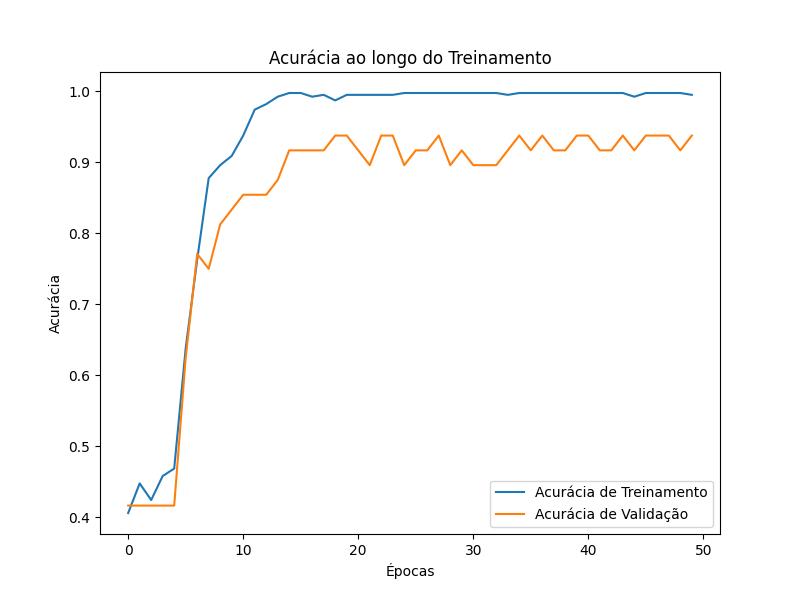 Acurácia ao longo do Treinamento
1.0
0.9
0.8
0.7
0.6
0.5
0.4
Acurácia
0 10 20 30 40 50
Épocas
Acurácia de Treinamento
Acurácia de Validação